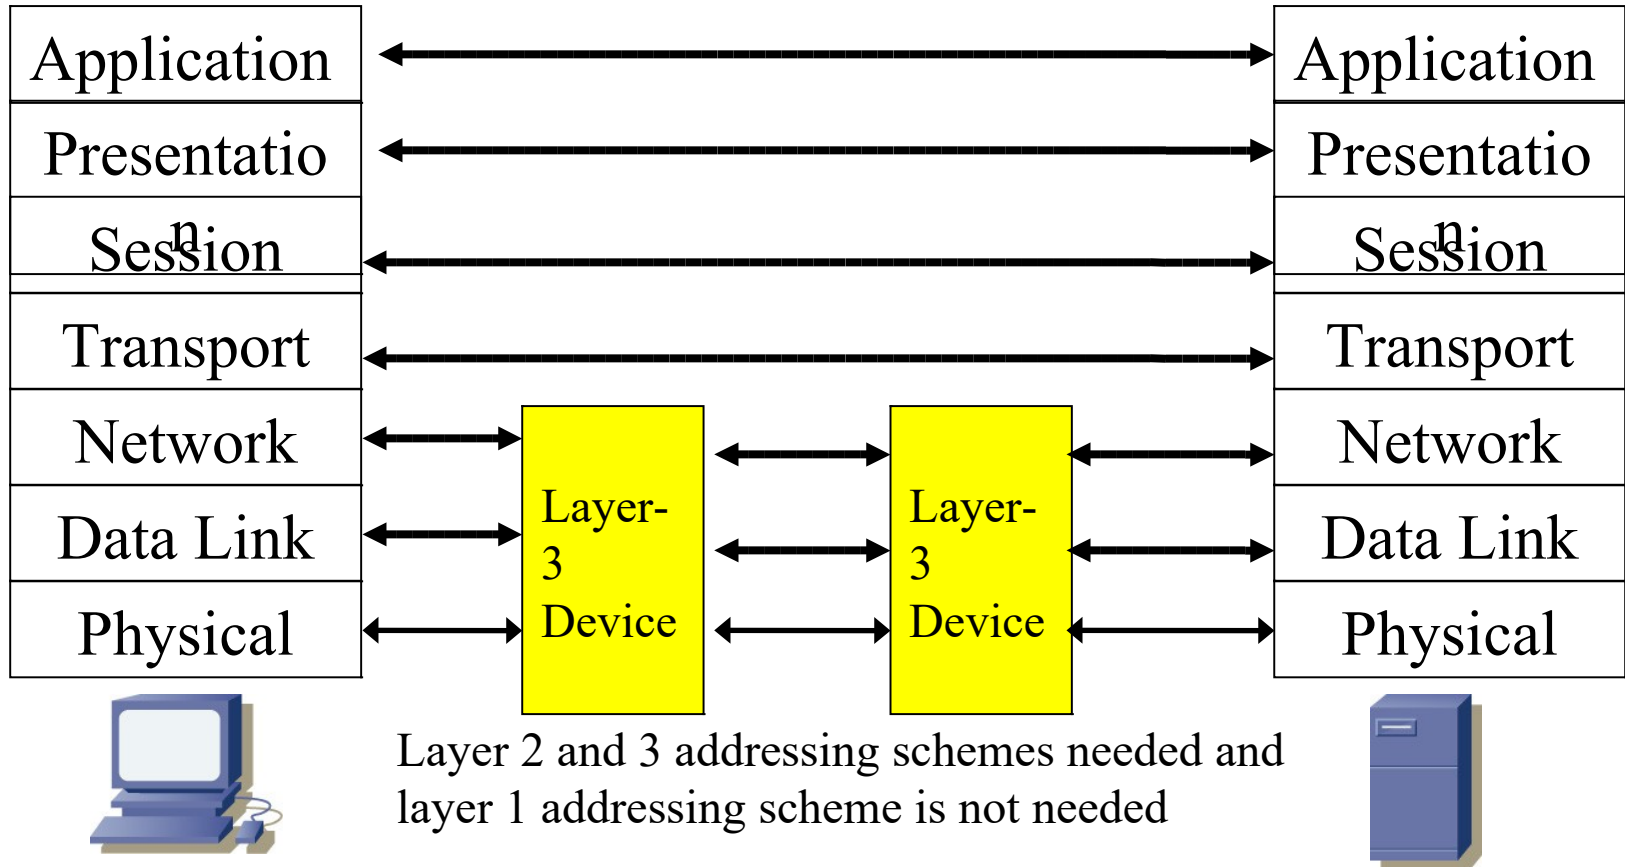 Application
Presentatio
n
Session
Transport
Network
Data Link
Physical
Layer-
3
Device
Layer-
3
Device
Application
Presentatio
n
Session
Transport
Network
Data Link
Physical
Layer 2 and 3 addressing schemes needed and
layer 1 addressing scheme is not needed